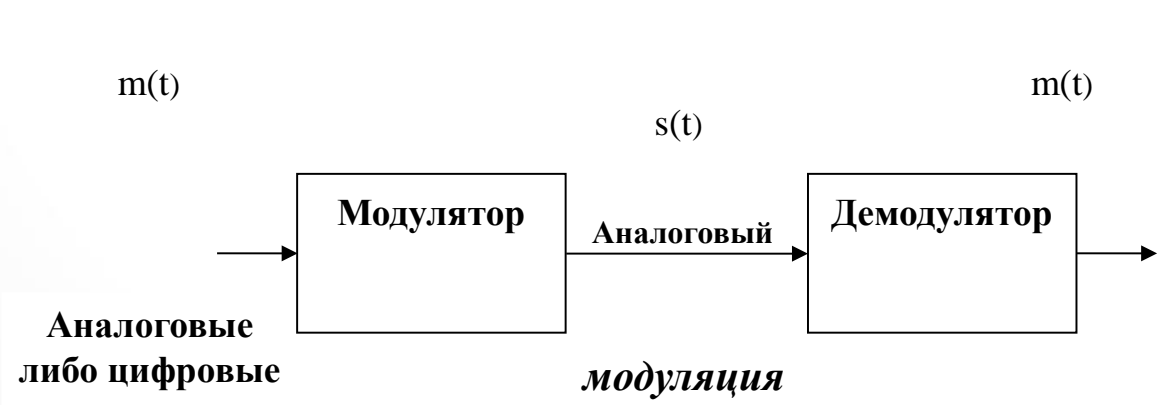 m(t)
m(t)
s(t)
Модулятор
Демодулятор
Аналоговый
Аналоговые
либо цифровые
модуляция